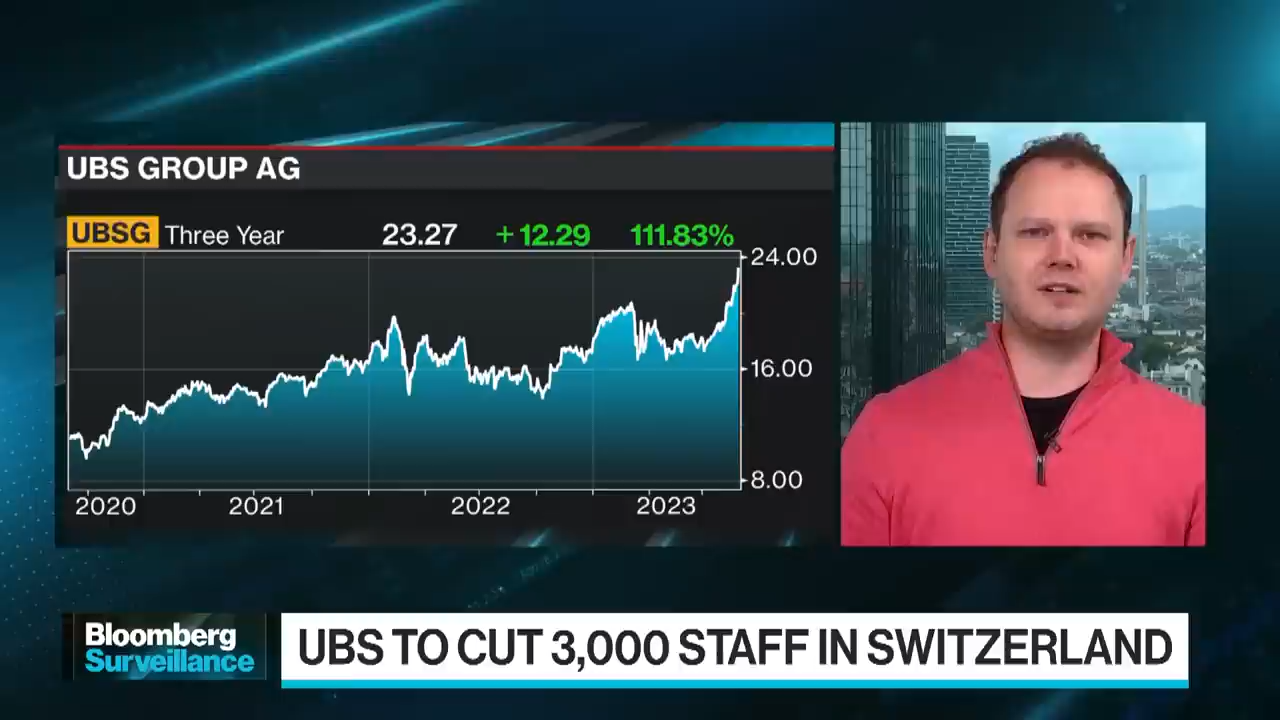 UBS GROUP AG
UBSG Three Year 23.27 +12.29 111.83%
24.00
16.00
8.00
2020 2021 2022 2023
Bloomberg
Surveillance
UBS TO CUT 3,000 STAFF IN SWITZERLAND